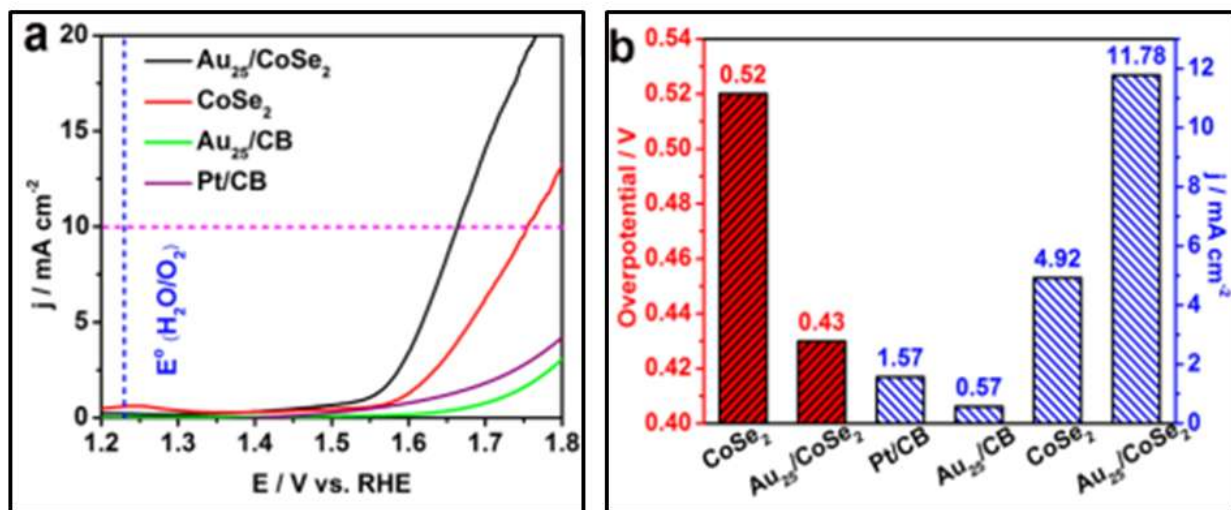 a
20
15
10
5
0
j / mA cm⁻²
Au₂₅/CoSe₂
CoSe₂
Au₂₅/CB
Pt/CB
E° (H₂O/O₂)
1.2 1.3 1.4 1.5 1.6 1.7 1.8
E / V vs. RHE
b
0.54
0.52
0.50
0.48
0.46
0.44
0.42
0.40
Overpotential / V
0.52
0.43
1.57
0.57
4.92
11.78
12
10
8
6
4
2
0
j / mA cm⁻²
CoSe₂
Au₂₅/CoSe₂
Pt/CB
Au₂₅/CB
CoSe₂
Au₂₅/CoSe₂